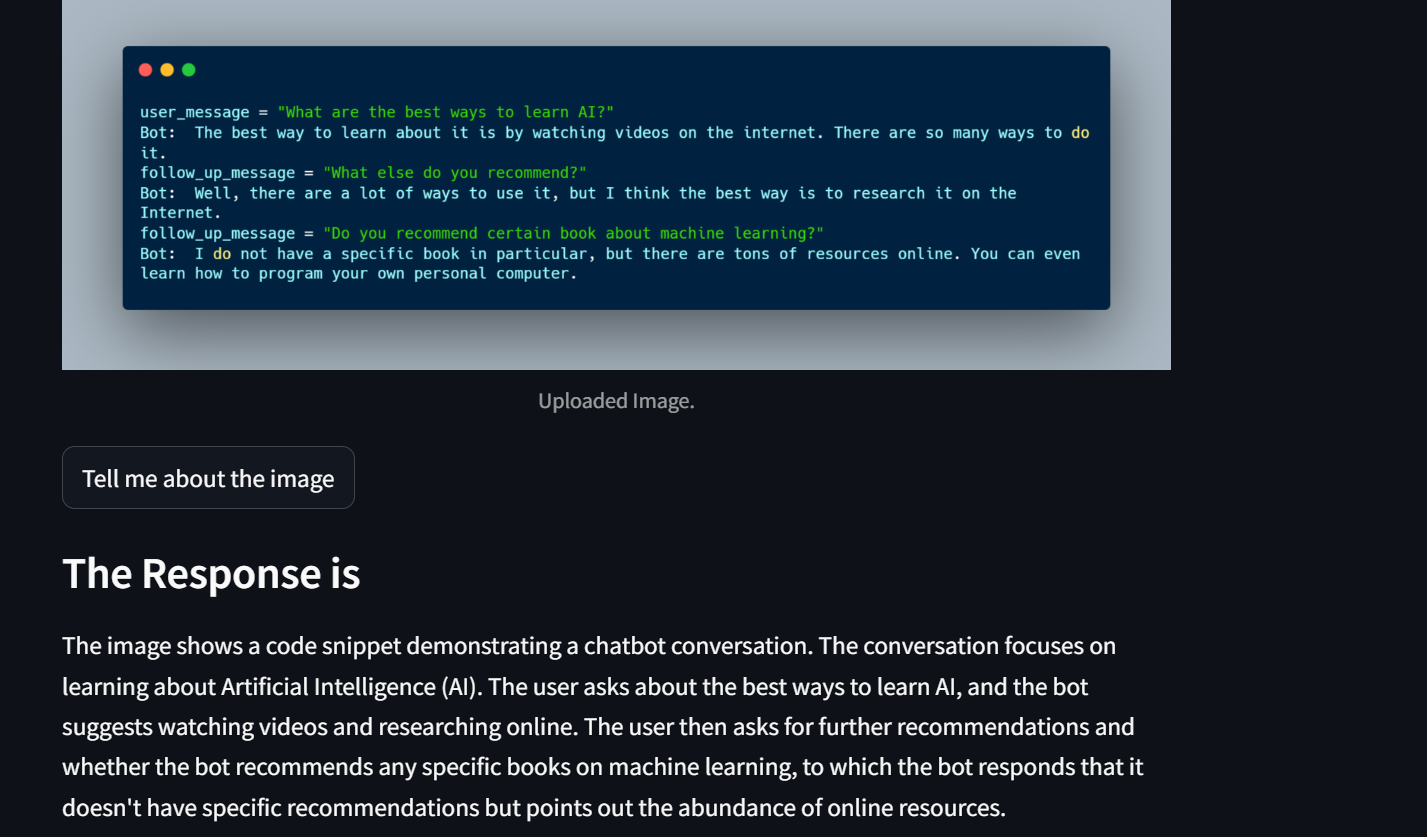 user_message = "What are the best ways to learn AI?"
Bot:  The best way to learn about it is by watching videos on the internet. There are so many ways to do
it.
follow_up_message = "What else do you recommend?"
Bot:  Well, there are a lot of ways to use it, but I think the best way is to research it on the
Internet.
follow_up_message = "Do you recommend certain book about machine learning?"
Bot:  I do not have a specific book in particular, but there are tons of resources online. You can even
learn how to program your own personal computer.
Uploaded Image.
Tell me about the image
The Response is
The image shows a code snippet demonstrating a chatbot conversation. The conversation focuses on
learning about Artificial Intelligence (AI). The user asks about the best ways to learn AI, and the bot
suggests watching videos and researching online. The user then asks for further recommendations and
whether the bot recommends any specific books on machine learning, to which the bot responds that it
doesn't have specific recommendations but points out the abundance of online resources.